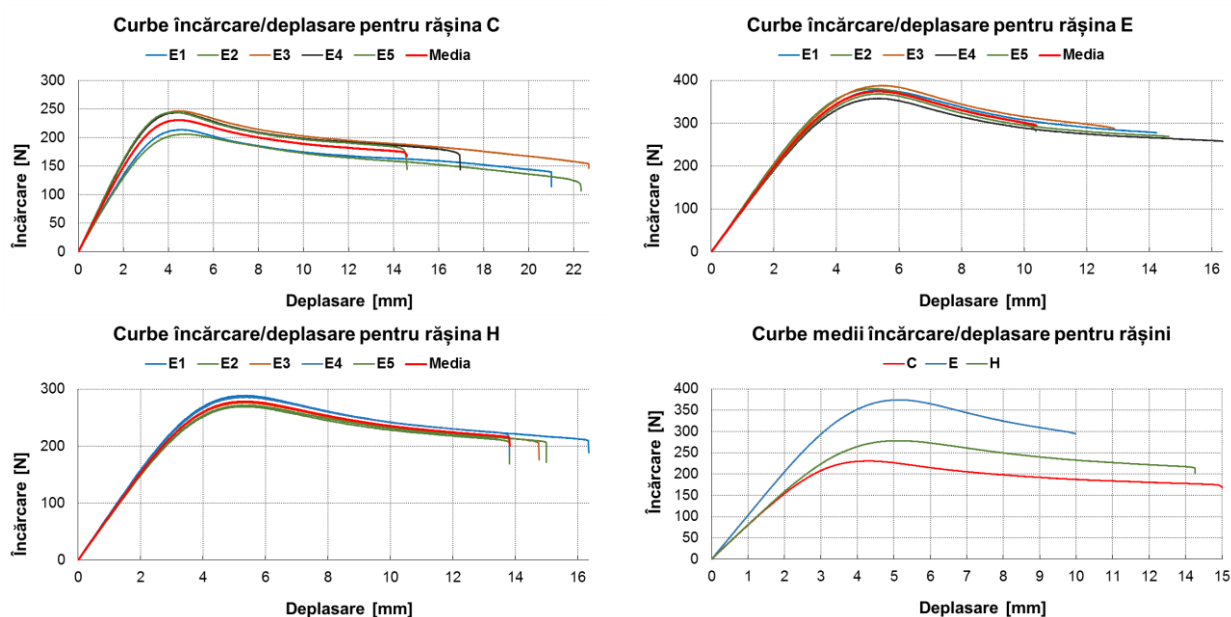 Curbe încărcare/deplasare pentru rășina C
E1 E2 E3 E4 E5 Media
300
250
200
150
100
50
0
Încărcare [N]
0 2 4 6 8 10 12 14 16 18 20 22
Deplasare [mm]
Curbe încărcare/deplasare pentru rășina E
E1 E2 E3 E4 E5 Media
400
300
200
100
0
Încărcare [N]
0 2 4 6 8 10 12 14 16
Deplasare [mm]
Curbe încărcare/deplasare pentru rășina H
E1 E2 E3 E4 E5 Media
300
200
100
0
Încărcare [N]
0 2 4 6 8 10 12 14 16
Deplasare [mm]
Curbe medii încărcare/deplasare pentru rășini
C E H
400
350
300
250
200
150
100
50
0
Încărcare [N]
0 1 2 3 4 5 6 7 8 9 10 11 12 13 14 15
Deplasare [mm]